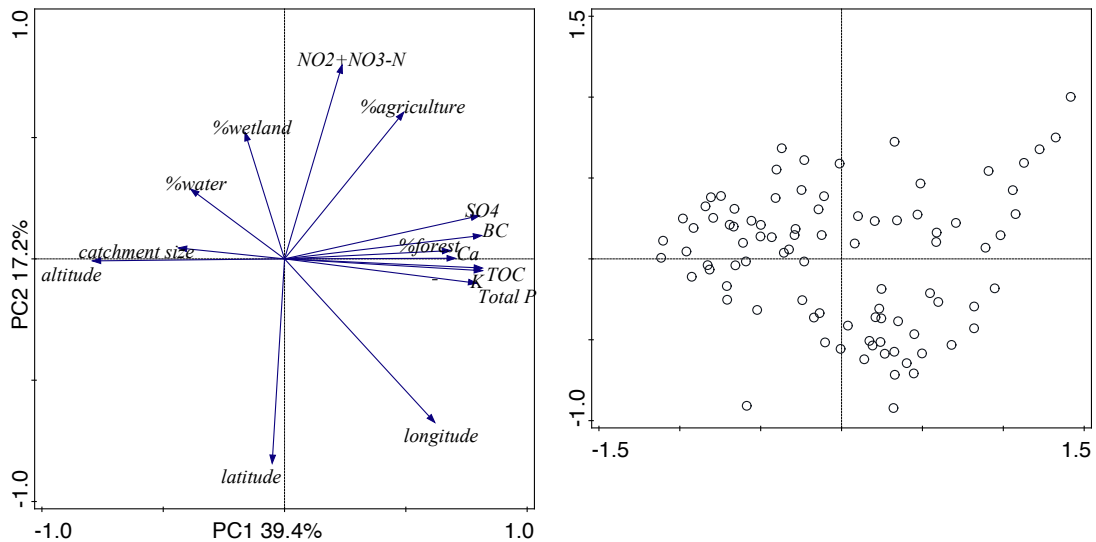 1.0
NO2+NO3-N
%agriculture
%wetland
%water
SO4
BC
%forest
Ca
catchment size
altitude
TOC
K
Total P
longitude
latitude
PC2 17.2%
-1.0
-1.0
PC1 39.4%
1.0
1.5
-1.0
-1.5
1.5